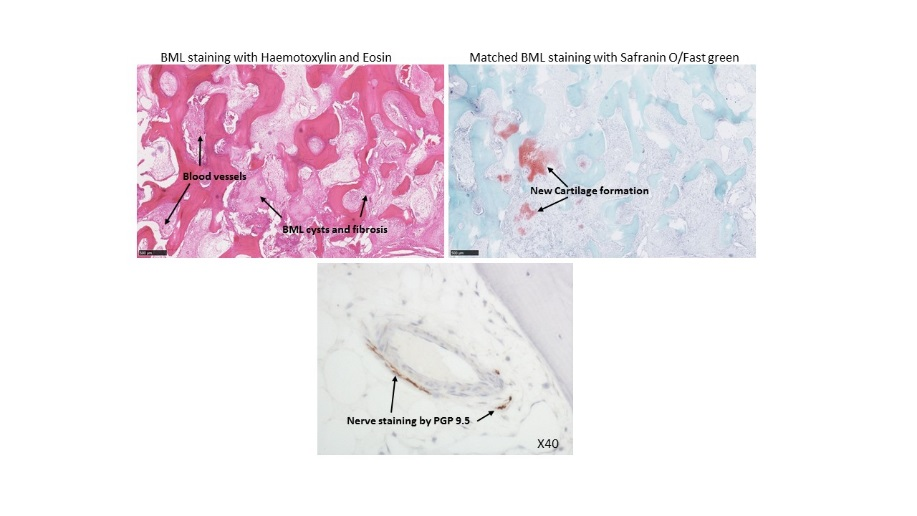 BML staining with Haemotoxylin and Eosin
Matched BML staining with Safranin O/Fast green
Blood vessels
BML cysts and fibrosis
New Cartilage formation
Nerve staining by PGP 9.5
X40